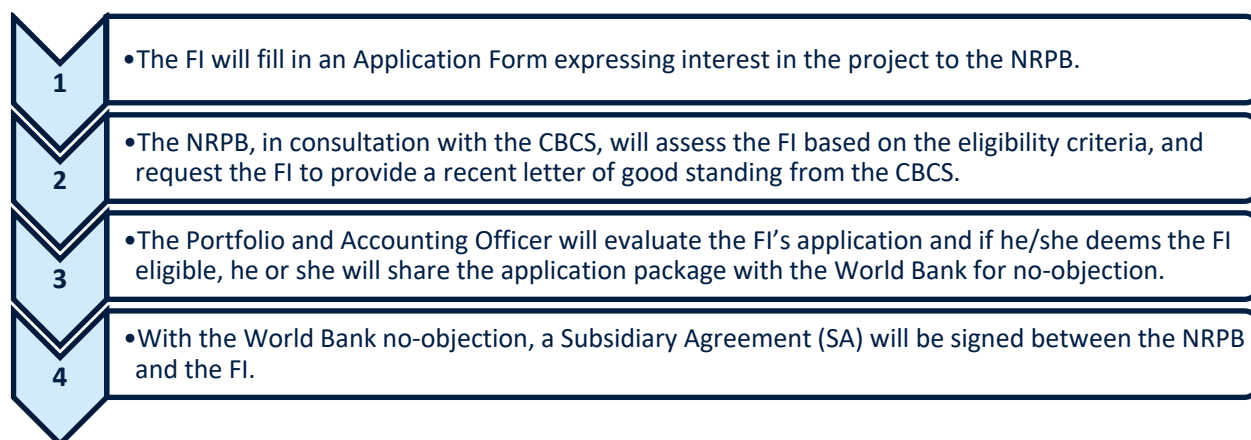 1
•The FI will fill in an Application Form expressing interest in the project to the NRPB.
2
•The NRPB, in consultation with the CBCS, will assess the FI based on the eligibility criteria, and
request the FI to provide a recent letter of good standing from the CBCS.
3
•The Portfolio and Accounting Officer will evaluate the FI’s application and if he/she deems the FI
eligible, he or she will share the application package with the World Bank for no-objection.
4
•With the World Bank no-objection, a Subsidiary Agreement (SA) will be signed between the NRPB
and the FI.